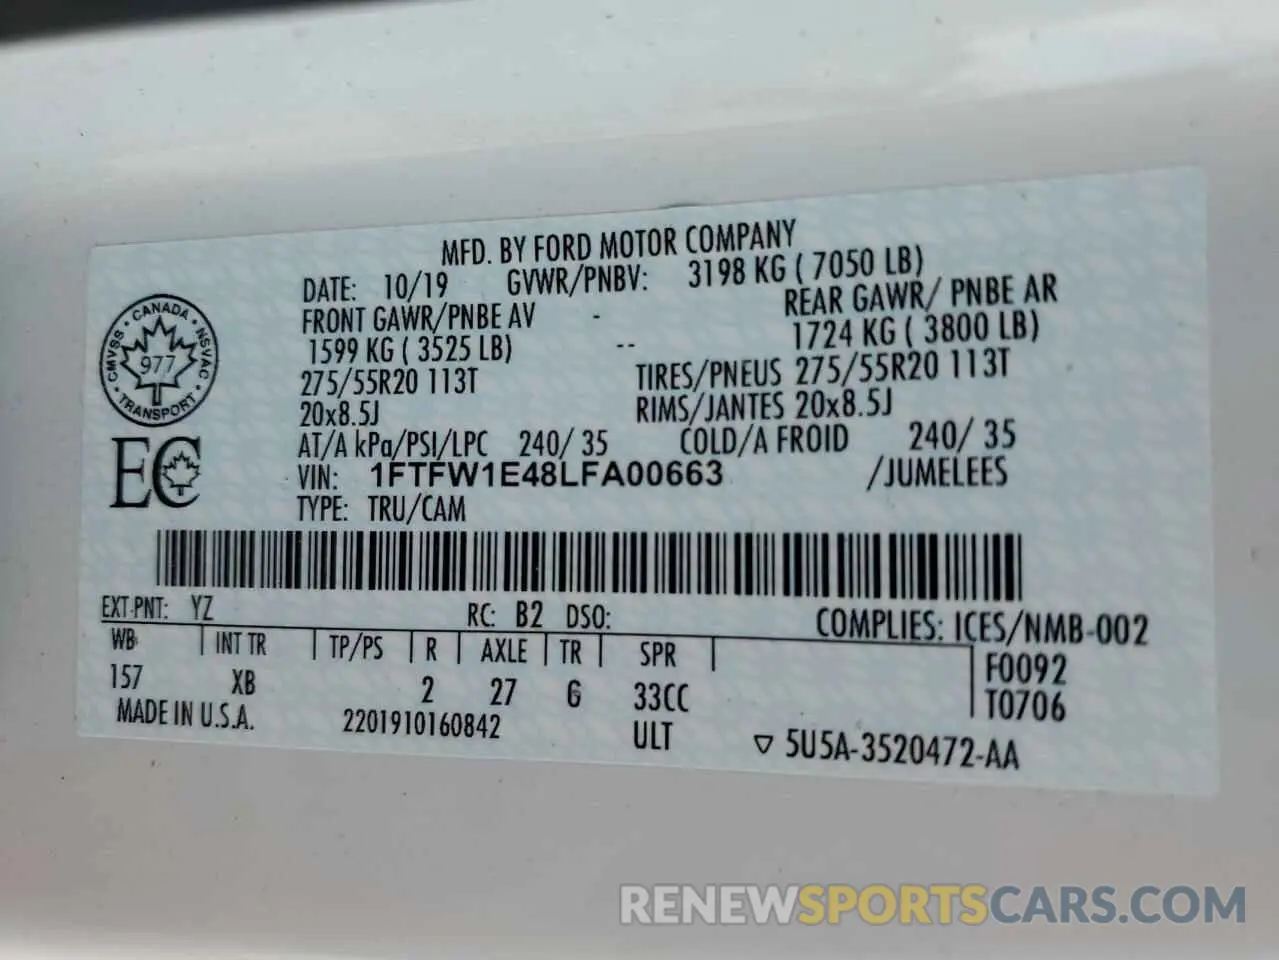 MFD. BY FORD MOTOR COMPANY
DATE: 10/19 GVWR/PNBV: 3198 KG ( 7050 LB)
FRONT GAWR/PNBE AV - REAR GAWR/ PNBE AR
1599 KG ( 3525 LB) -- 1724 KG ( 3800 LB)
275/55R20 113T TIRES/PNEUS 275/55R20 113T
20x8.5J RIMS/JANTES 20x8.5J
AT/A kPa/PSI/LPC 240/ 35 COLD/A FROID 240/ 35
VIN: 1FTFW1E48LFA00663 /JUMELEES
TYPE: TRU/CAM
CANADA
CMVSS · NSVAC
977
TRANSPORT
EC
EXT PNT: YZ RC: B2 DSO: COMPLIES: ICES/NMB-002
WB INT TR TP/PS R AXLE TR SPR F0092
157 XB 2 27 6 33CC T0706
MADE IN U.S.A. 2201910160842 ULT ▽ 5U5A-3520472-AA
RENEWSPORTSCARS.COM